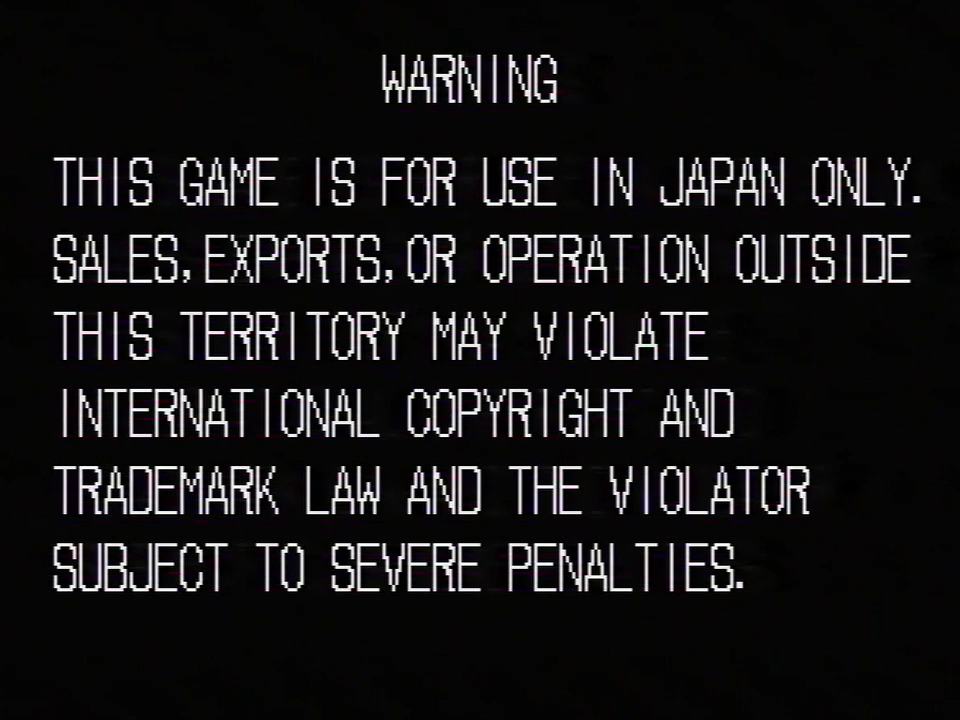 WARNING
THIS GAME IS FOR USE IN JAPAN ONLY.
SALES, EXPORTS, OR OPERATION OUTSIDE
THIS TERRITORY MAY VIOLATE
INTERNATIONAL COPYRIGHT AND
TRADEMARK LAW AND THE VIOLATOR
SUBJECT TO SEVERE PENALTIES.